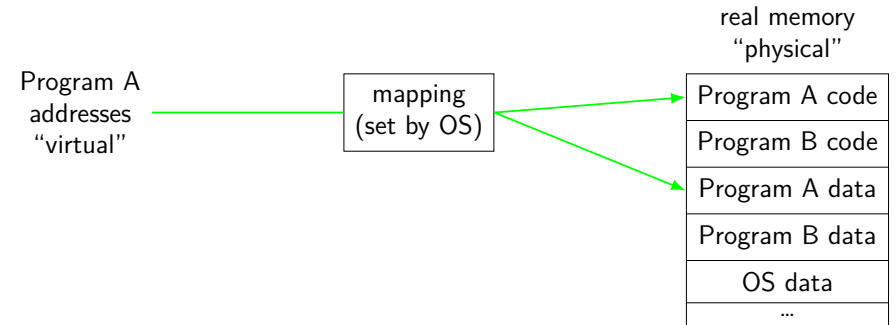 Program A
addresses
“virtual”
mapping
(set by OS)
real memory
“physical”
Program A code
Program B code
Program A data
Program B data
OS data
...